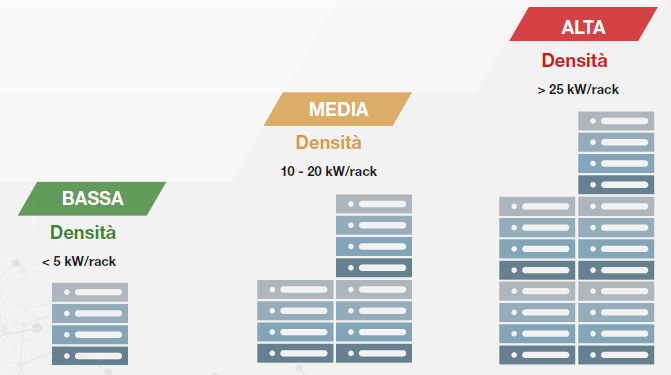 ALTA
Densità
> 25 kW/rack
MEDIA
Densità
10 - 20 kW/rack
BASSA
Densità
< 5 kW/rack